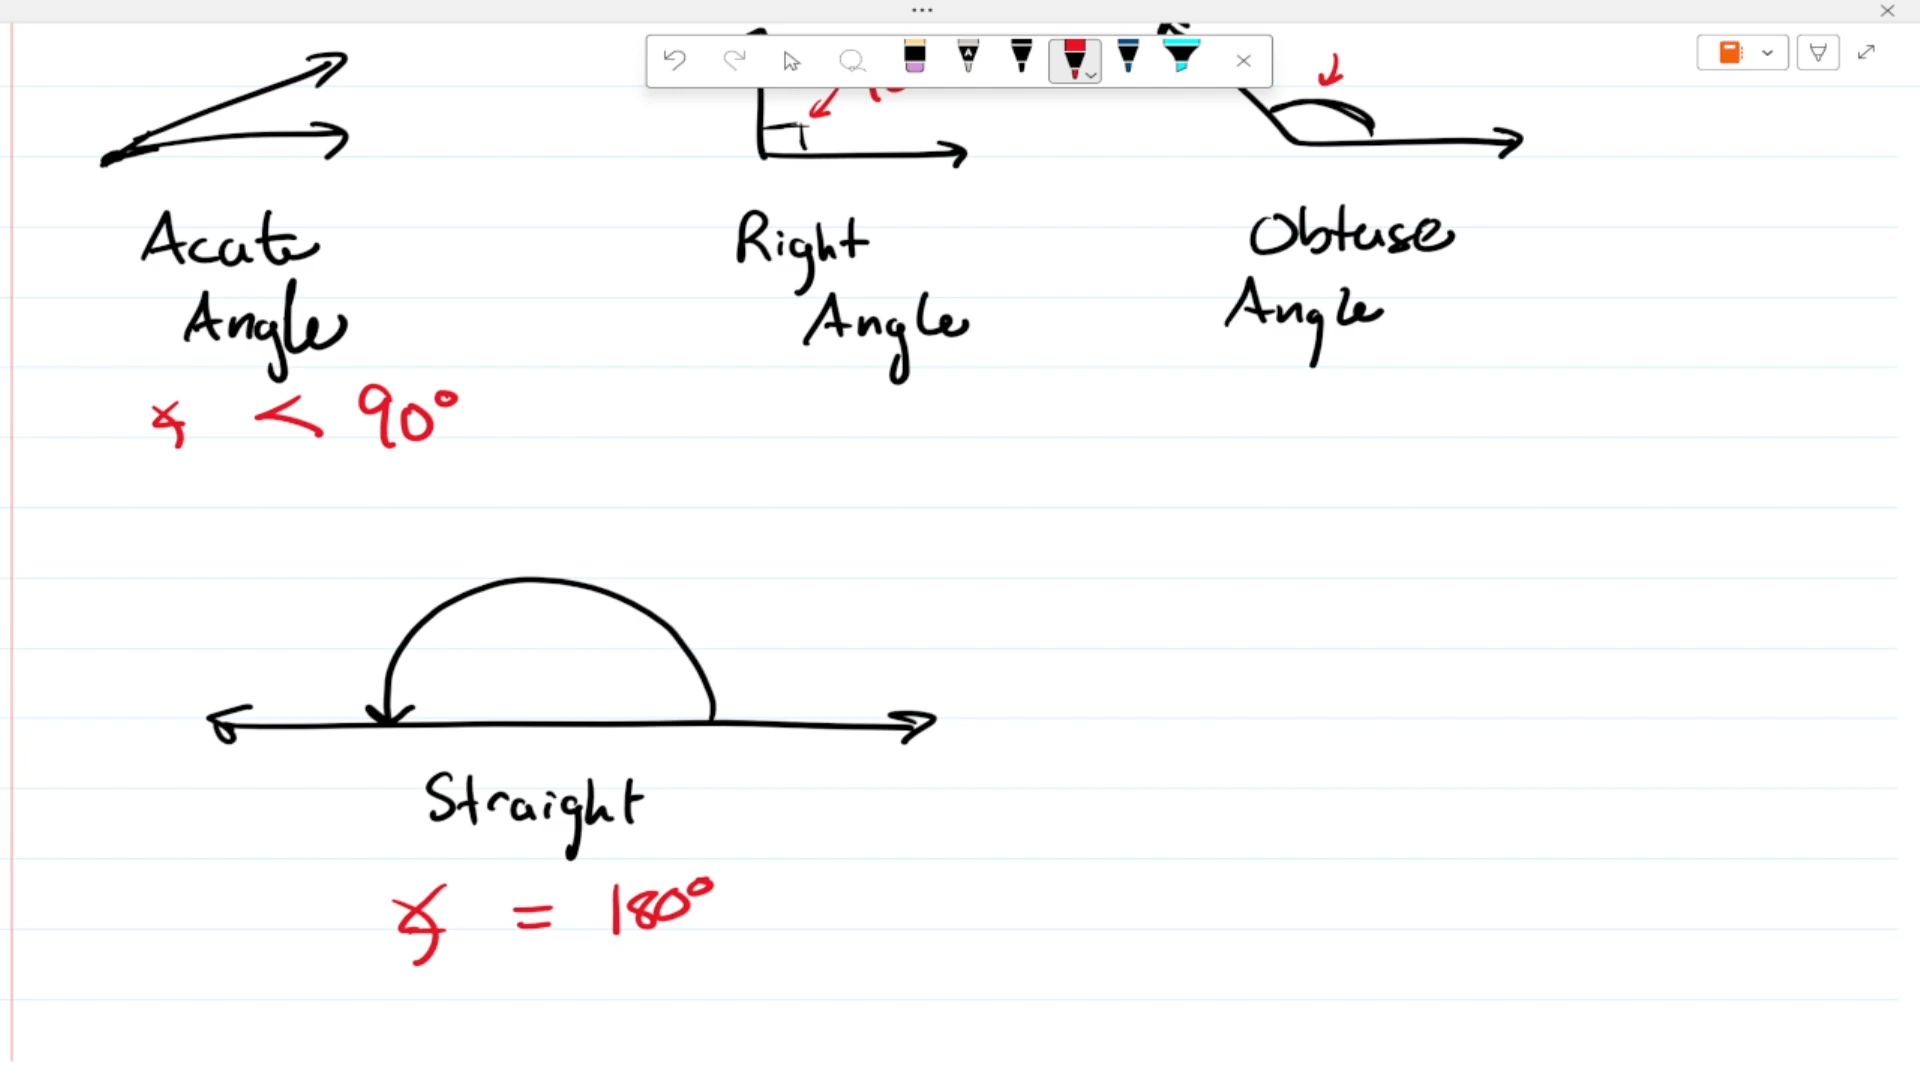 Acute
Angle
∡ < 90°
Right
Angle
Obtuse
Angle
Straight
∡ = 180°